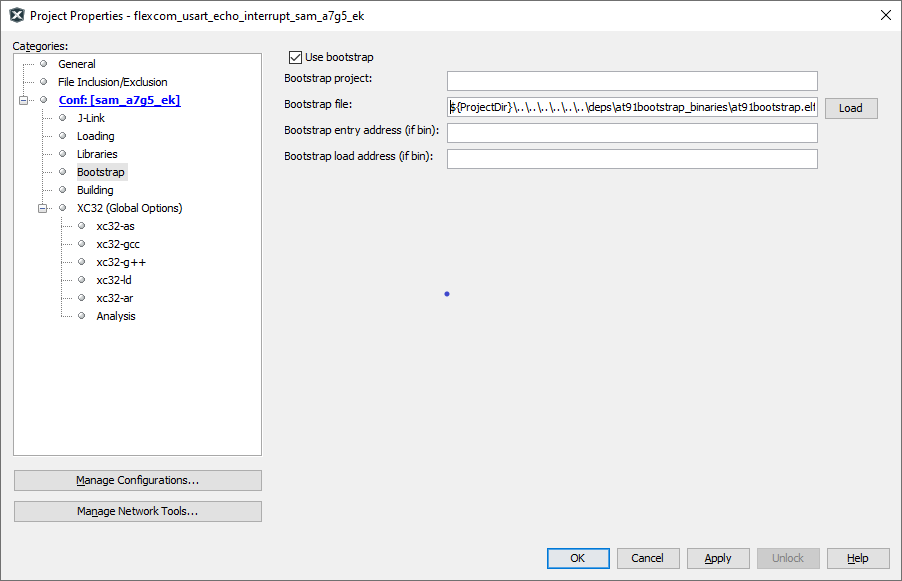 Project Properties - flexcom_usart_echo_interrupt_sam_a7g5_ek
Categories:
General
File Inclusion/Exclusion
Conf: [sam_a7g5_ek]
J-Link
Loading
Libraries
Bootstrap
Building
XC32 (Global Options)
xc32-as
xc32-gcc
xc32-g++
xc32-ld
xc32-ar
Analysis
Manage Configurations...
Manage Network Tools...
Use bootstrap
Bootstrap project:
Bootstrap file: ${ProjectDir}\..\..\..\..\..\..\deps\at91bootstrap_binaries\at91bootstrap.elf Load
Bootstrap entry address (if bin):
Bootstrap load address (if bin):
OK Cancel Apply Unlock Help